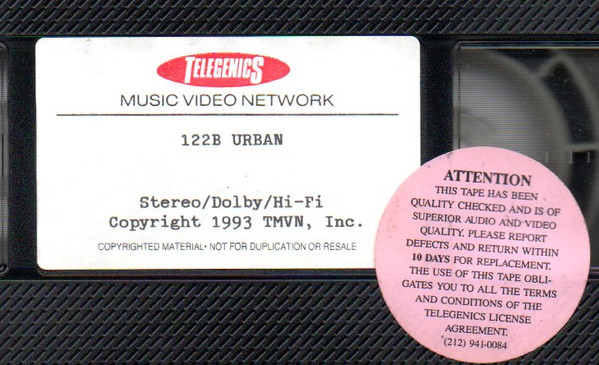 TELEGENICS
MUSIC VIDEO NETWORK
122B URBAN
Stereo/Dolby/Hi-Fi
Copyright 1993 TMVN, Inc.
COPYRIGHTED MATERIAL• NOT FOR DUPLICATION OR RESALE
ATTENTION
THIS TAPE HAS BEEN
QUALITY CHECKED AND IS OF
SUPERIOR AUDIO AND VIDEO
QUALITY. PLEASE REPORT
DEFECTS AND RETURN WITHIN
10 DAYS FOR REPLACEMENT.
THE USE OF THIS TAPE OBLI-
GATES YOU TO ALL THE TERMS
AND CONDITIONS OF THE
TELEGENICS LICENSE
AGREEMENT.
(212) 941-0084